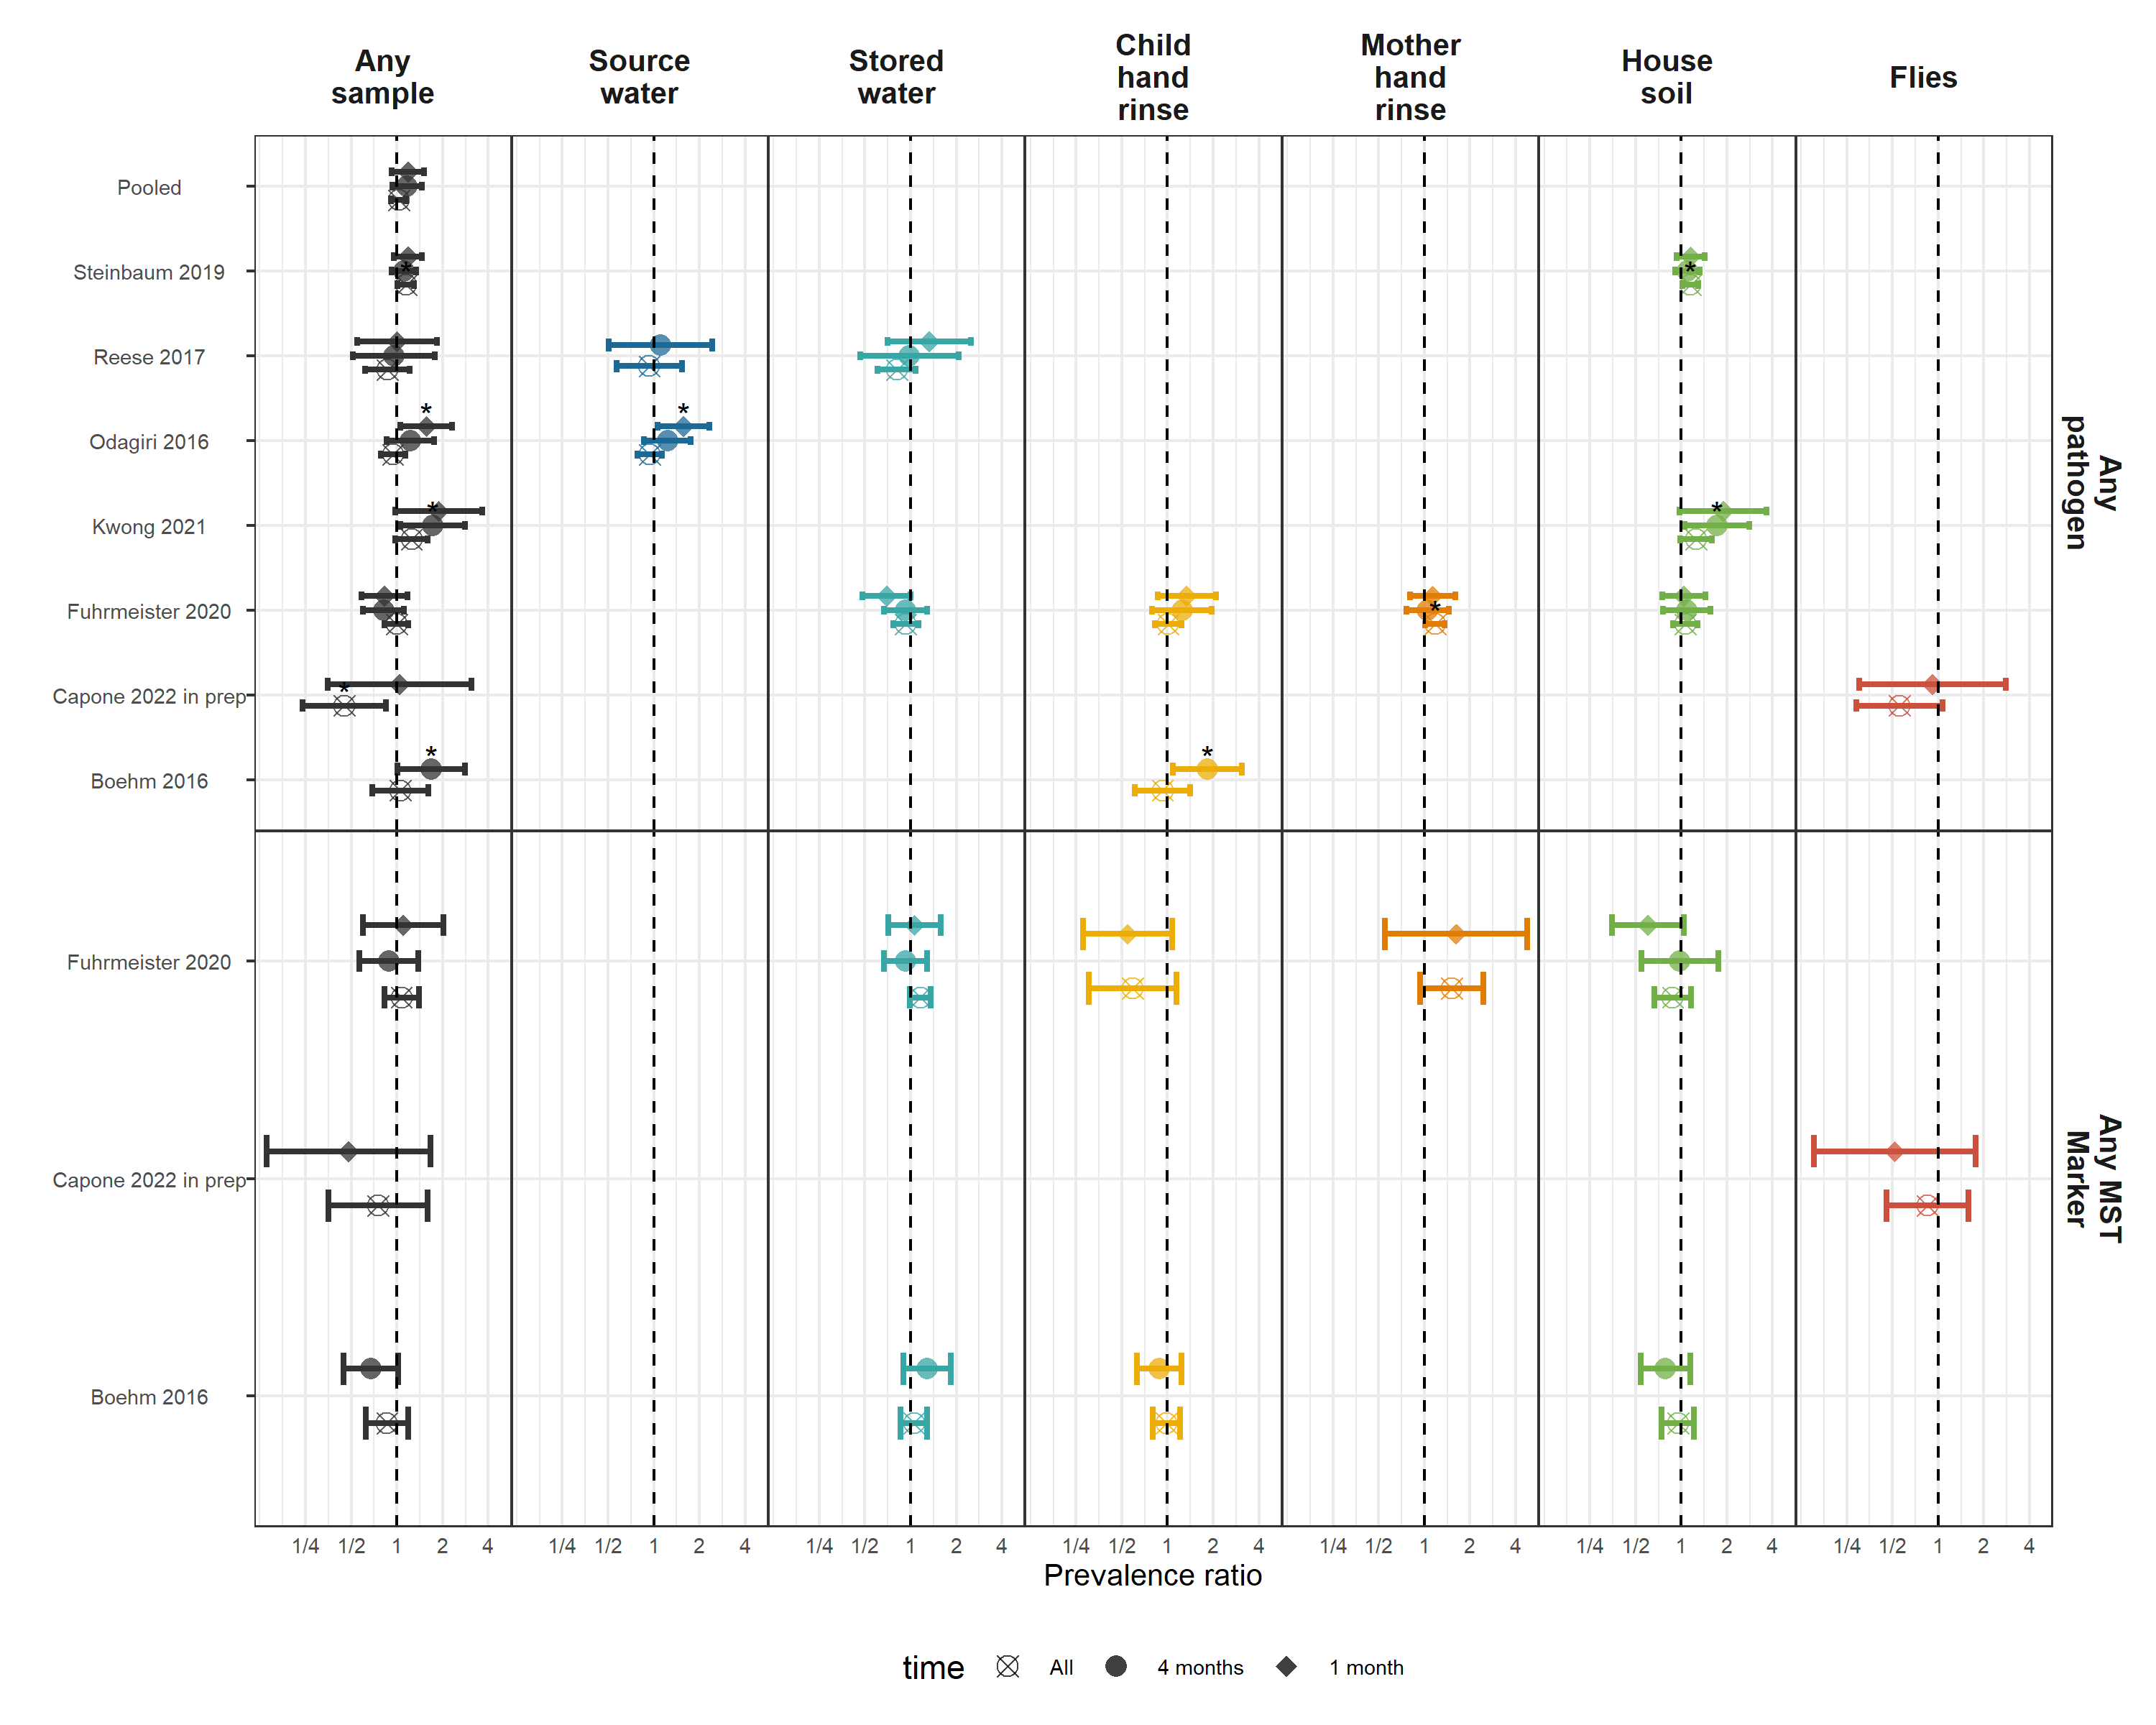 Any
sample
Source
water
Stored
water
Child
hand
rinse
Mother
hand
rinse
House
soil
Flies
Pooled
Steinbaum 2019
Reese 2017
Odagiri 2016
Kwong 2021
Fuhrmeister 2020
Capone 2022 in prep
Boehm 2016
Any
pathogen
* * * * * * * * * * *
Fuhrmeister 2020
Capone 2022 in prep
Boehm 2016
Any MST
Marker
1/4 1/2 1 2 4 1/4 1/2 1 2 4 1/4 1/2 1 2 4 1/4 1/2 1 2 4 1/4 1/2 1 2 4 1/4 1/2 1 2 4 1/4 1/2 1 2 4
Prevalence ratio
time All 4 months 1 month